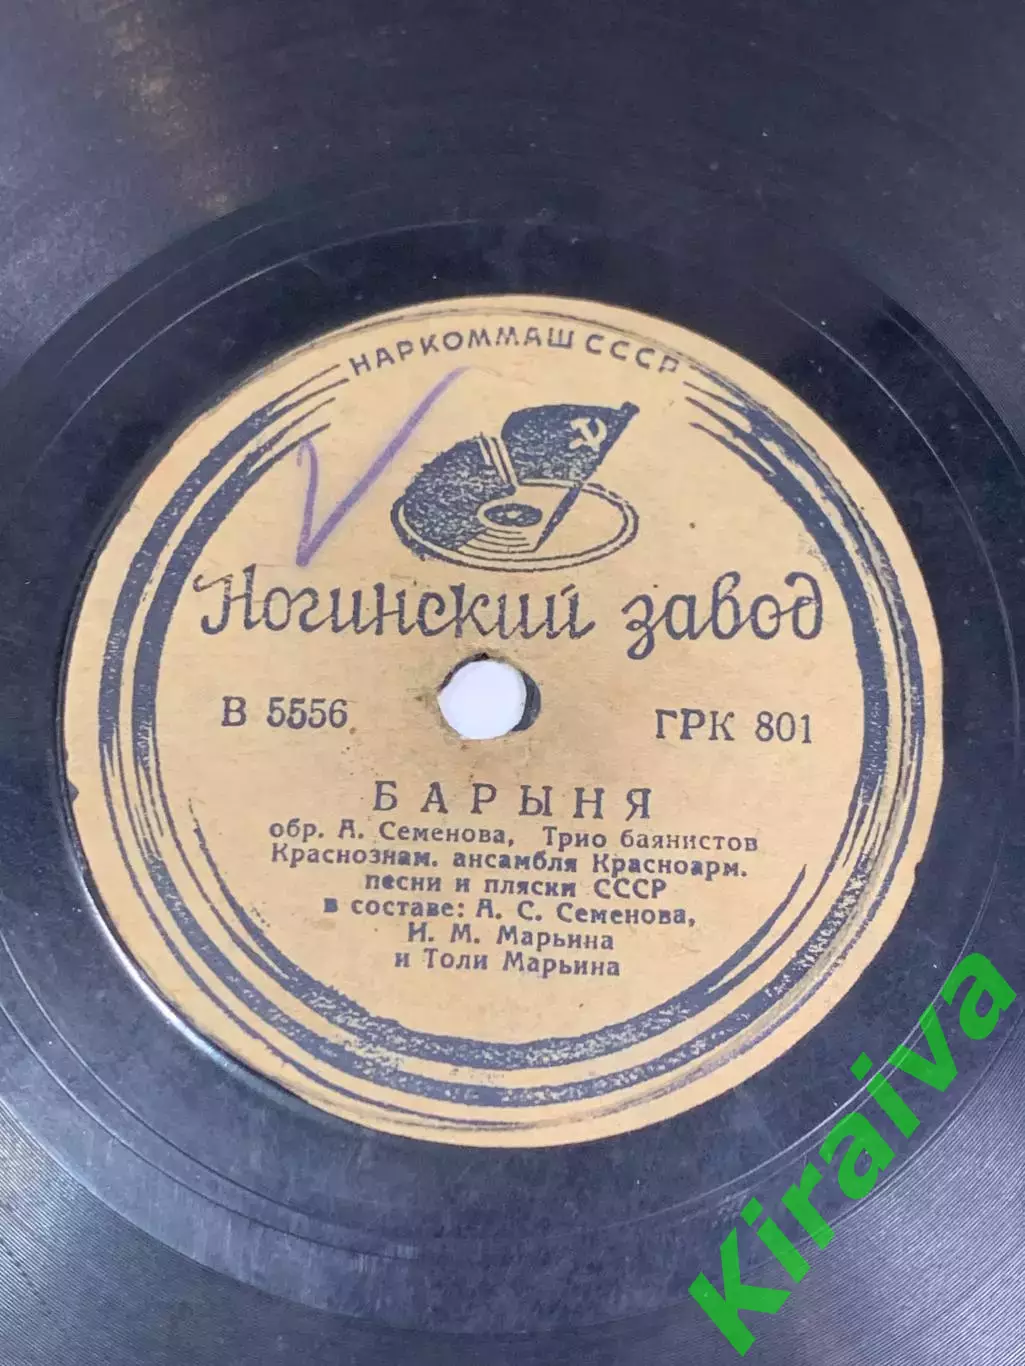 НАРКОММАШ СССР
Ногинский завод
В 5556
ГРК 801
БАРЫНЯ
обр. А. Семенова, Трио баянистов
Краснознам. ансамбля Красноарм.
песни и пляски СССР
в составе: А. С. Семенова,
И. М. Марьина
и Толи Марьина
Kiraiva